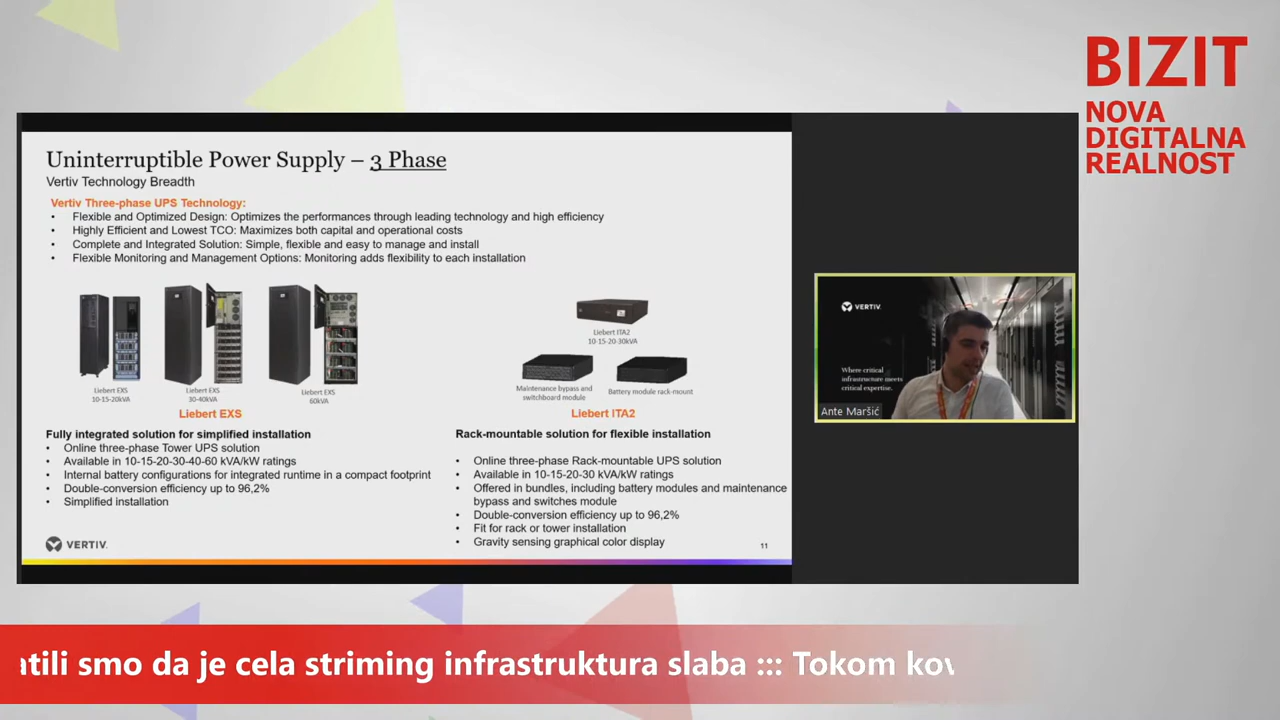 BIZIT
NOVA
DIGITALNA
REALNOST
Uninterruptible Power Supply – 3 Phase
Vertiv Technology Breadth
Vertiv Three-phase UPS Technology:
• Flexible and Optimized Design: Optimizes the performances through leading technology and high efficiency
• Highly Efficient and Lowest TCO: Maximizes both capital and operational costs
• Complete and Integrated Solution: Simple, flexible and easy to manage and install
• Flexible Monitoring and Management Options: Monitoring adds flexibility to each installation
Liebert EXS
10-15-20kVA
Liebert EXS
30-40kVA
Liebert EXS
60kVA
Liebert EXS
Fully integrated solution for simplified installation
• Online three-phase Tower UPS solution
• Available in 10-15-20-30-40-60 kVA/kW ratings
• Internal battery configurations for integrated runtime in a compact footprint
• Double-conversion efficiency up to 96,2%
• Simplified installation
Liebert ITA2
10-15-20-30kVA
Maintenance bypass and
switchboard module
Battery module rack-mount
Liebert ITA2
Rack-mountable solution for flexible installation
• Online three-phase Rack-mountable UPS solution
• Available in 10-15-20-30 kVA/kW ratings
• Offered in bundles, including battery modules and maintenance
bypass and switches module
• Double-conversion efficiency up to 96,2%
• Fit for rack or tower installation
• Gravity sensing graphical color display
VERTIV.
11
VERTIV.
Where critical
infrastructure meets
critical expertise.
Ante Maršić
atili smo da je cela striming infrastruktura slaba ::: Tokom kov